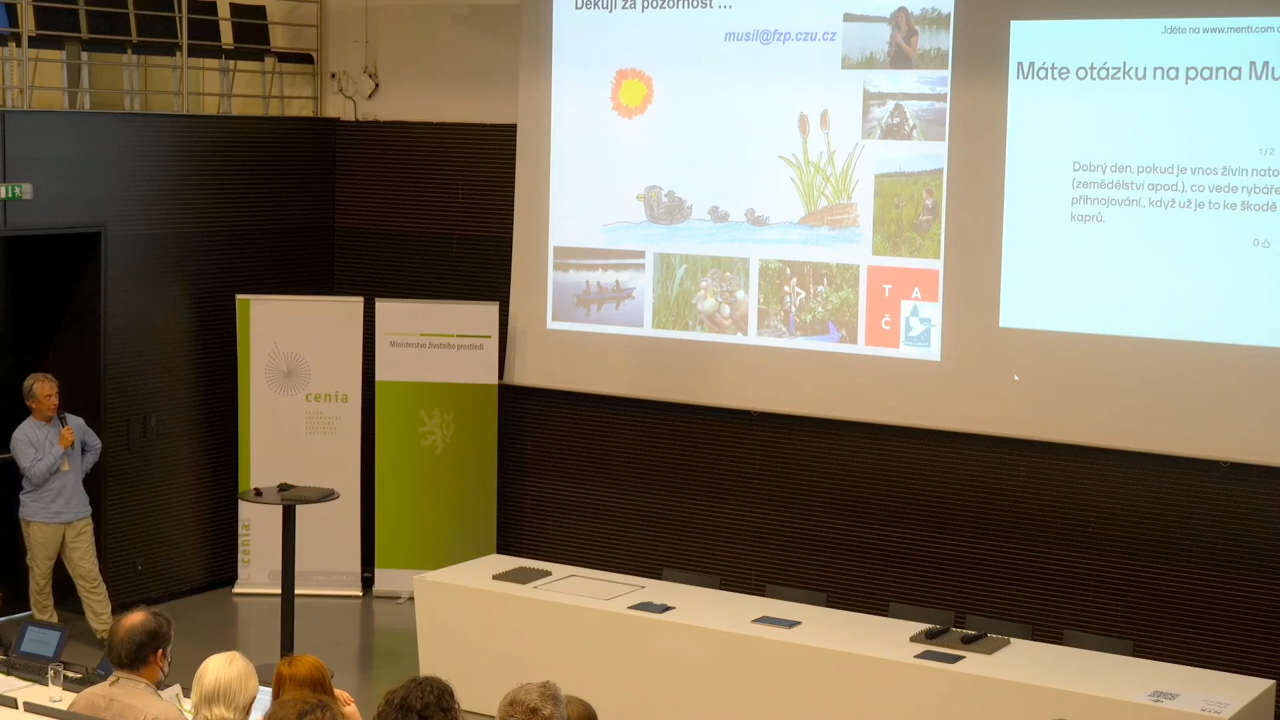 Děkuji za pozornost ...
musil@fzp.czu.cz
Jděte na www.menti.com
Máte otázku na pana Mu
1/2
Dobrý den, pokud je vnos živin nato
(zemědělství apod.), co vede rybáře
přihnojování., když už je to ke škodě
kaprů.
0
T A
Č
Ministerstvo životního prostředí
cenia
cenia